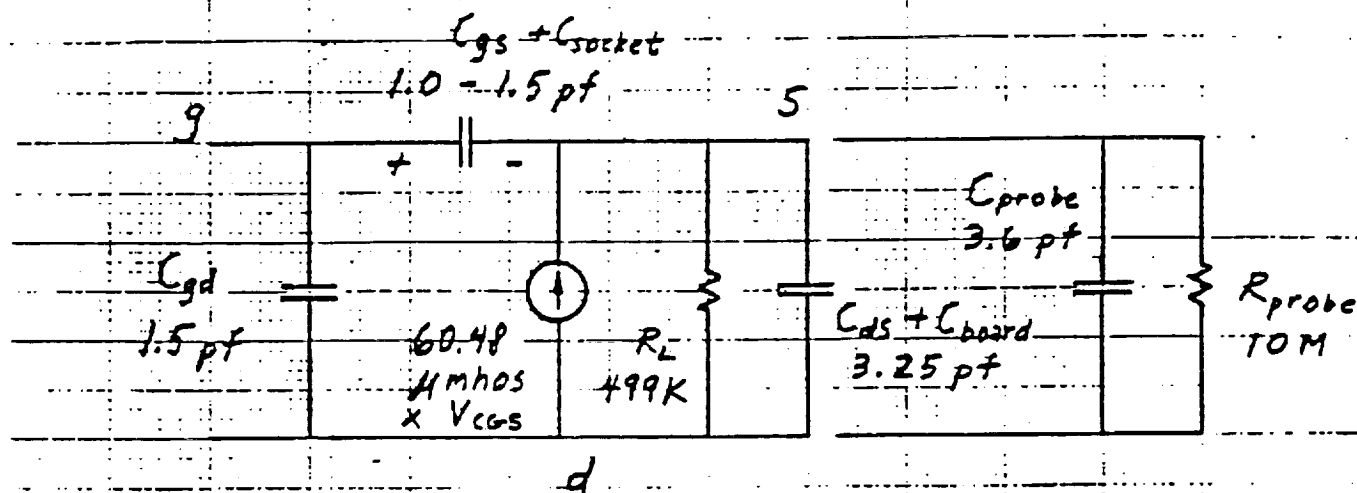 Cgs + Csocket
1.0 - 1.5 pf
g
S
+ -
Cgd
1.5 pf
60.48
μmhos
x VCGS
RL
499K
Cds + Cboard
3.25 pf
Cprobe
3.6 pf
Rprobe
10M
d